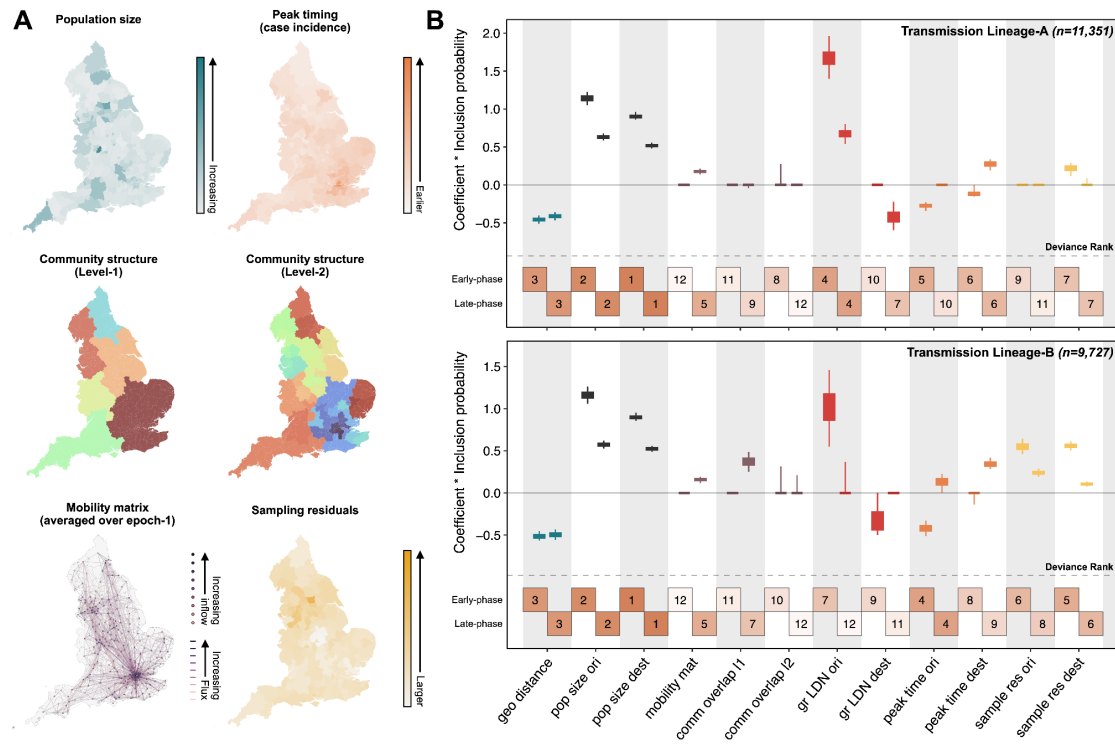 A
Population size
Increasing
Peak timing
(case incidence)
Earlier
Community structure
(Level-1)
Community structure
(Level-2)
Mobility matrix
(averaged over epoch-1)
Increasing
inflow
Increasing
Flux
Sampling residuals
Larger
B
Coefficient * Inclusion probability
Transmission Lineage-A (n=11,351)
2.0
1.5
1.0
0.5
0.0
−0.5
Deviance Rank
Early-phase 3 2 1 12 11 8 4 10 5 6 9 7
Late-phase 3 2 1 5 9 12 4 7 10 6 11 7
Coefficient * Inclusion probability
Transmission Lineage-B (n=9,727)
1.5
1.0
0.5
0.0
−0.5
Deviance Rank
Early-phase 3 2 1 12 11 10 7 9 4 8 6 5
Late-phase 3 2 1 5 7 12 12 11 4 9 8 6
geo distance
pop size ori
pop size dest
mobility mat
comm overlap l1
comm overlap l2
gr LDN ori
gr LDN dest
peak time ori
peak time dest
sample res ori
sample res dest